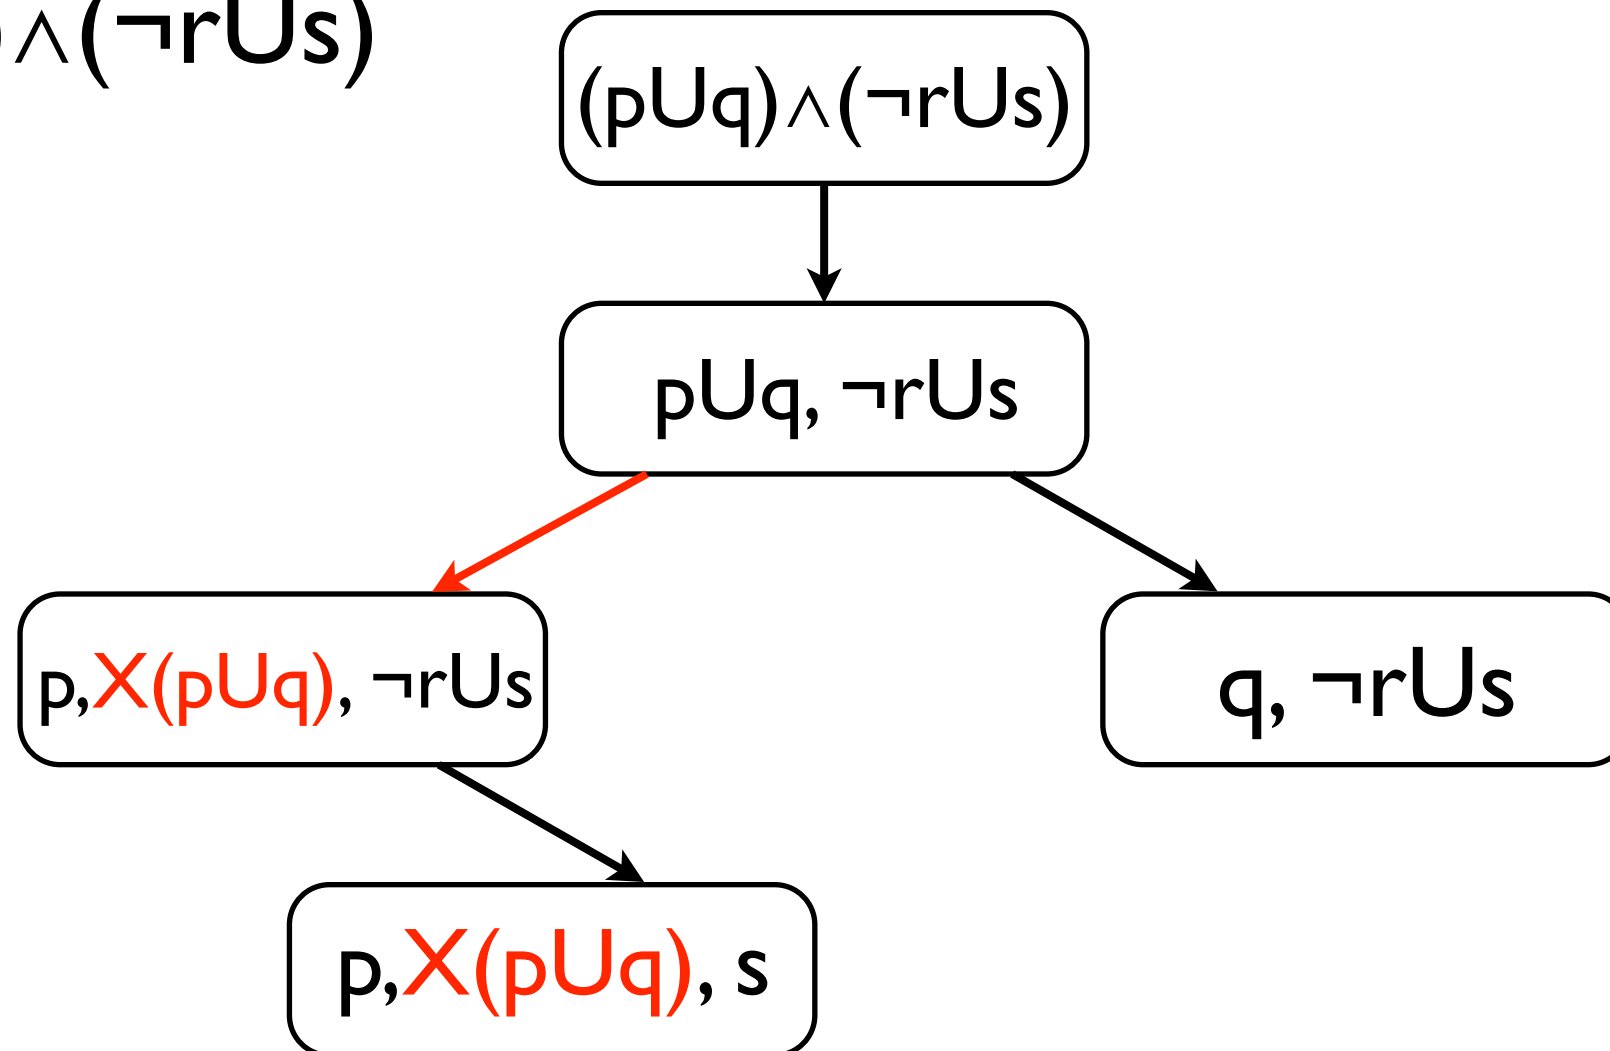 ∧(¬rUs)
(pUq)∧(¬rUs)
pUq, ¬rUs
p,X(pUq), ¬rUs
q, ¬rUs
p,X(pUq), s